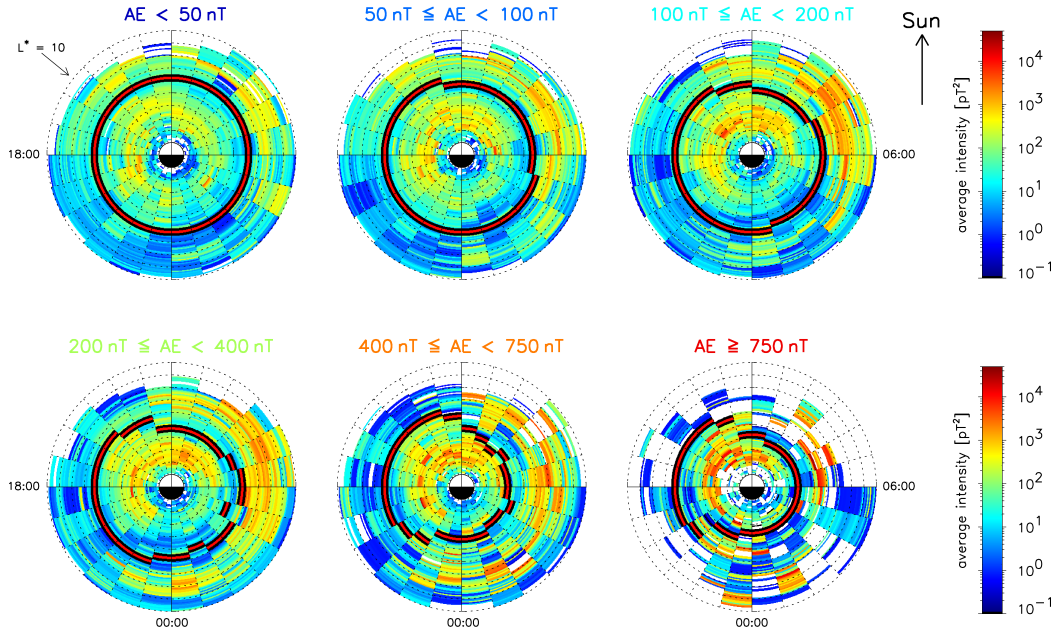 AE < 50 nT
50 nT ≦ AE < 100 nT
100 nT ≦ AE < 200 nT
Sun
L* = 10
18:00
06:00
average intensity [pT²]
10⁴
10³
10²
10¹
10⁰
10⁻¹
200 nT ≦ AE < 400 nT
400 nT ≦ AE < 750 nT
AE ≧ 750 nT
18:00
06:00
average intensity [pT²]
10⁴
10³
10²
10¹
10⁰
10⁻¹
00:00
00:00